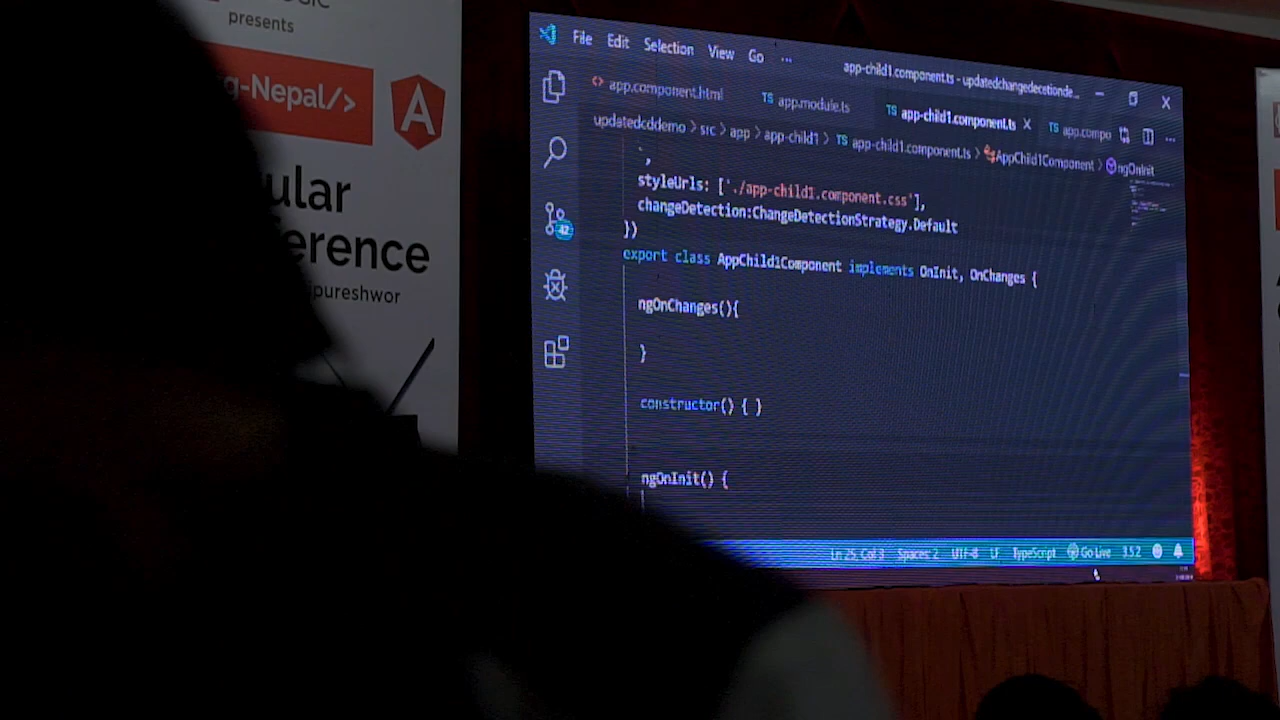 presents
g-Nepal/>
A
ular
erence
ipureshwor
File Edit Selection View Go ...
app-child1.component.ts - updatedchangedecetionde...
app.component.html
TS app.module.ts
TS app-child1.component.ts
TS app.compo
updatedcddemo > src > app > app-child1 > TS app-child1.component.ts > AppChild1Component > ngOnInit
`,
styleUrls: ['./app-child1.component.css'],
changeDetection:ChangeDetectionStrategy.Default
})
export class AppChild1Component implements OnInit, OnChanges {
ngOnChanges(){
}
constructor() { }
ngOnInit() {
42
Ln 25, Col 3 Spaces: 2 UTF-8 LF TypeScript Go Live 3.5.2